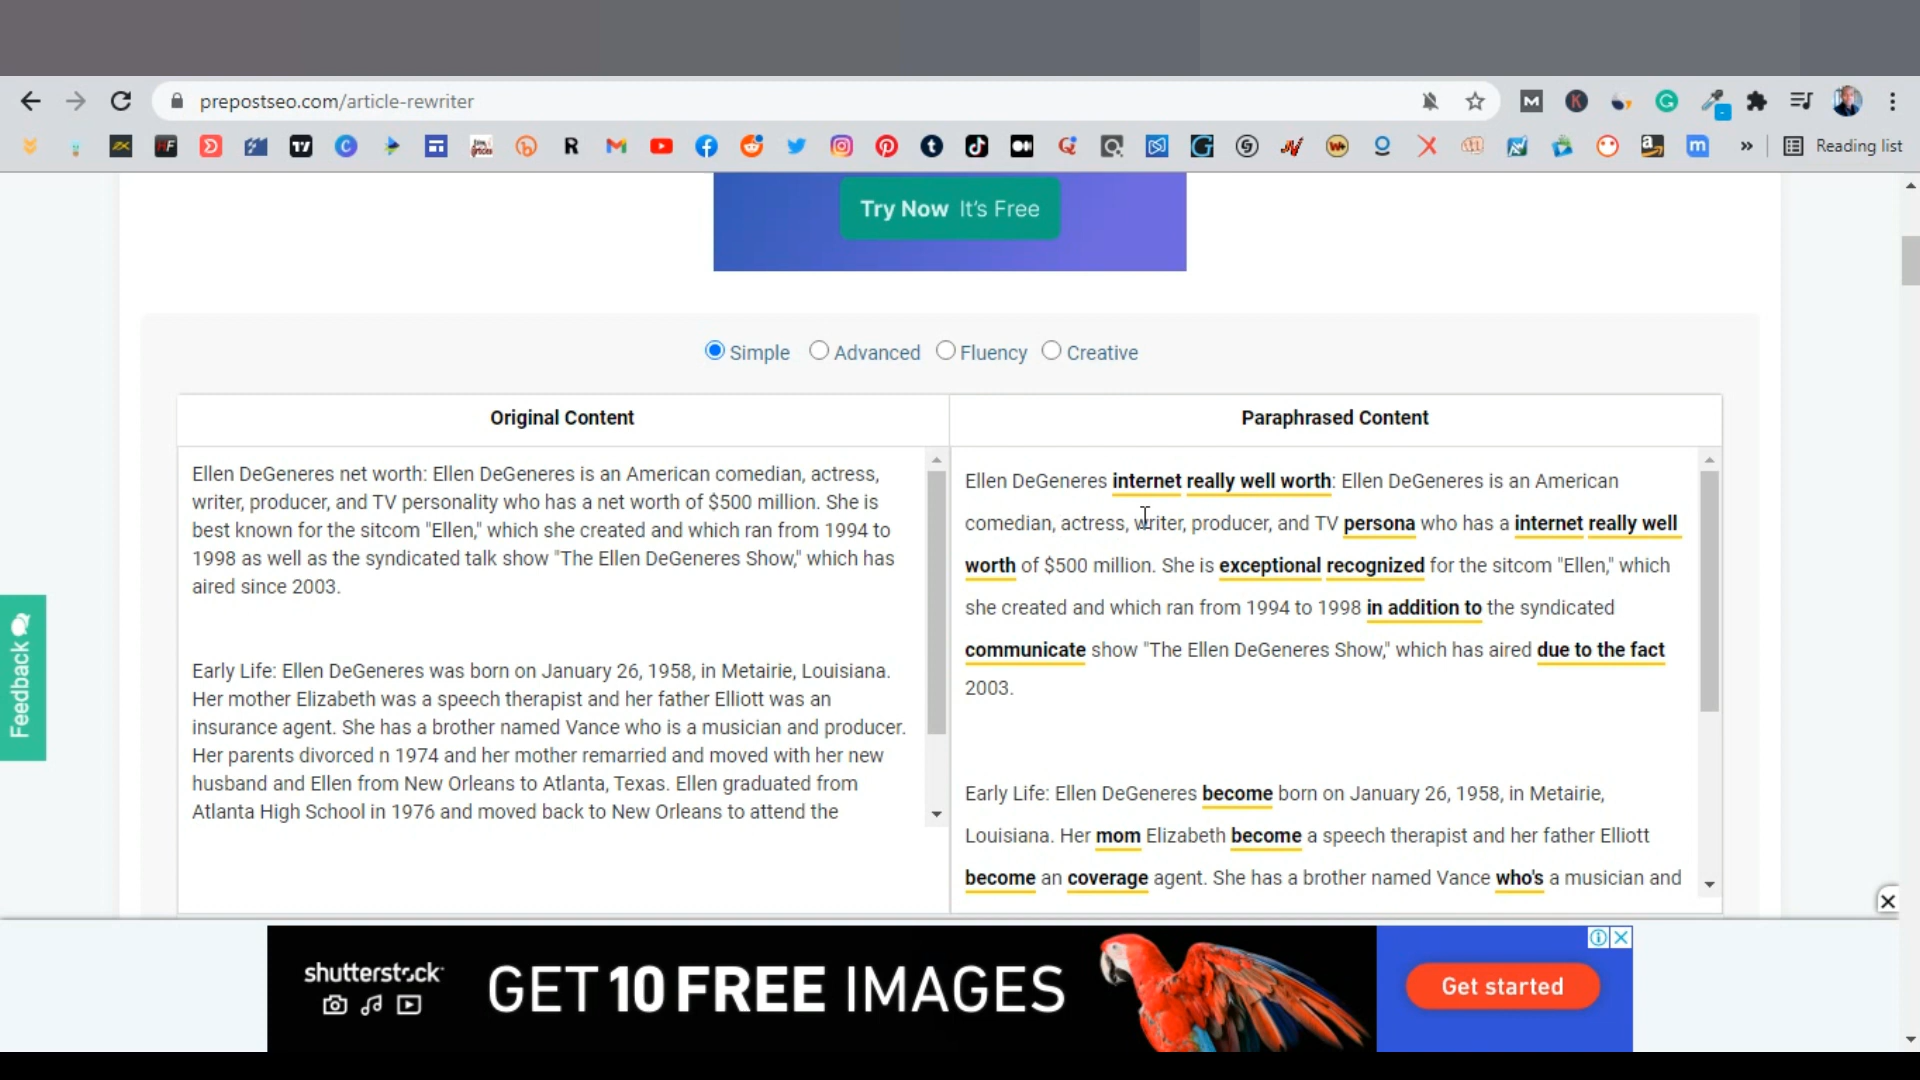 prepostseo.com/article-rewriter
Reading list
Try Now It's Free
Simple Advanced Fluency Creative
Original Content
Ellen DeGeneres net worth: Ellen DeGeneres is an American comedian, actress,
writer, producer, and TV personality who has a net worth of $500 million. She is
best known for the sitcom "Ellen," which she created and which ran from 1994 to
1998 as well as the syndicated talk show "The Ellen DeGeneres Show," which has
aired since 2003.
Early Life: Ellen DeGeneres was born on January 26, 1958, in Metairie, Louisiana.
Her mother Elizabeth was a speech therapist and her father Elliott was an
insurance agent. She has a brother named Vance who is a musician and producer.
Her parents divorced n 1974 and her mother remarried and moved with her new
husband and Ellen from New Orleans to Atlanta, Texas. Ellen graduated from
Atlanta High School in 1976 and moved back to New Orleans to attend the
Paraphrased Content
Ellen DeGeneres internet really well worth: Ellen DeGeneres is an American
comedian, actress, writer, producer, and TV persona who has a internet really well
worth of $500 million. She is exceptional recognized for the sitcom "Ellen," which
she created and which ran from 1994 to 1998 in addition to the syndicated
communicate show "The Ellen DeGeneres Show," which has aired due to the fact
2003.
Early Life: Ellen DeGeneres become born on January 26, 1958, in Metairie,
Louisiana. Her mom Elizabeth become a speech therapist and her father Elliott
become an coverage agent. She has a brother named Vance who's a musician and
Feedback
shutterstock
GET 10 FREE IMAGES
Get started